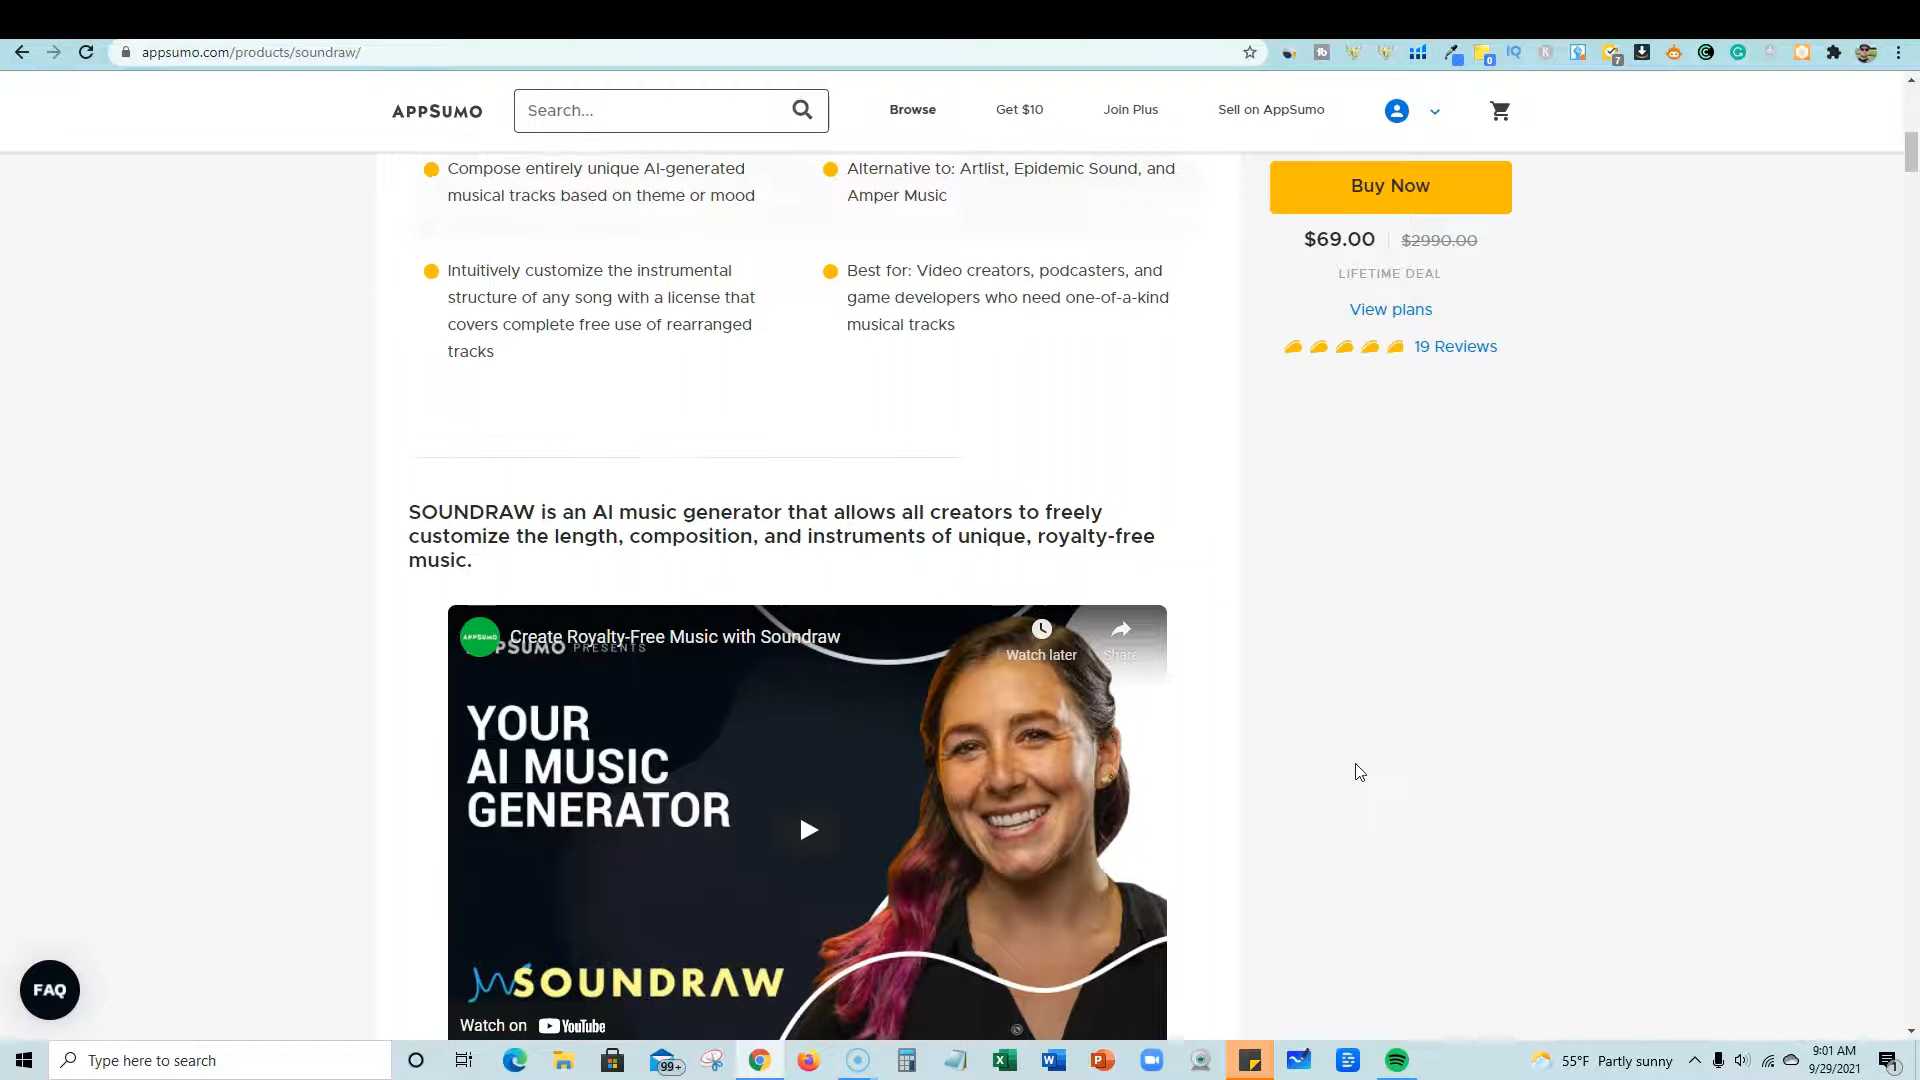 appsumo.com/products/soundraw/
APPSUMO
Search...
Browse
Get $10
Join Plus
Sell on AppSumo
Compose entirely unique AI-generated
musical tracks based on theme or mood
Alternative to: Artlist, Epidemic Sound, and
Amper Music
Intuitively customize the instrumental
structure of any song with a license that
covers complete free use of rearranged
tracks
Best for: Video creators, podcasters, and
game developers who need one-of-a-kind
musical tracks
Buy Now
$69.00
$2990.00
LIFETIME DEAL
View plans
19 Reviews
SOUNDRAW is an AI music generator that allows all creators to freely
customize the length, composition, and instruments of unique, royalty-free
music.
APPSUMO
Create Royalty-Free Music with Soundraw
PRESENTS
Watch later
Share
YOUR
AI MUSIC
GENERATOR
SOUNDRAW
Watch on YouTube
FAQ
Type here to search
99+
55°F Partly sunny
9:01 AM
9/29/2021